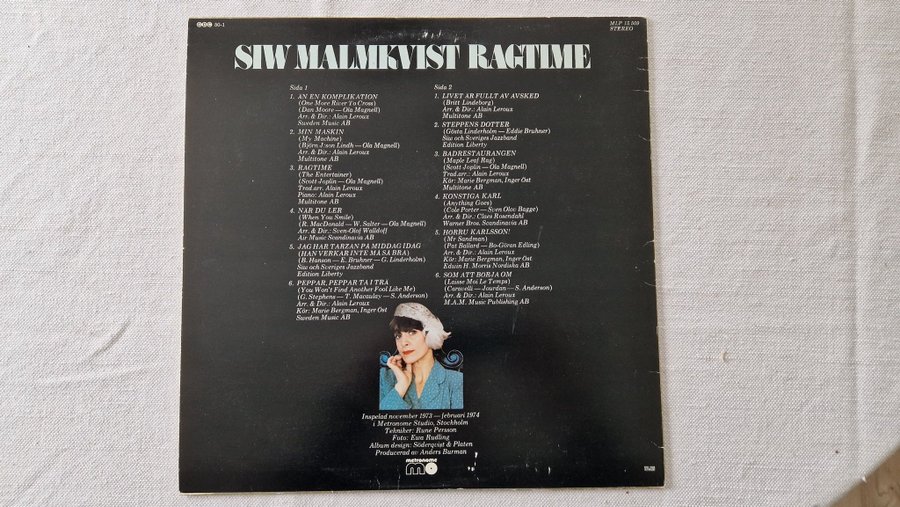 CDC 30-1
MLP 15.509
STEREO
SIW MALMKVIST RAGTIME
Sida 1
1. ÄN EN KOMPLIKATION
(One More River To Cross)
(Dan Moore — Ola Magnell)
Arr. & Dir.: Alain Leroux
Sweden Music AB
2. MIN MASKIN
(My Machine)
(Björn J:son Lindh — Ola Magnell)
Arr. & Dir.: Alain Leroux
Multitone AB
3. RAGTIME
(The Entertainer)
(Scott Joplin — Ola Magnell)
Trad.arr. Alain Leroux
Piano: Alain Leroux
Multitone AB
4. NÄR DU LER
(When You Smile)
(R. MacDonald — W. Salter — Ola Magnell)
Arr. & Dir.: Sven-Olof Walldoff
Air Music Scandinavia AB
5. JAG HAR TARZAN PÅ MIDDAG IDAG
(HAN VERKAR INTE MÅ SÅ BRA)
(B. Hanson — E. Bruhner — G. Linderholm)
Siw och Sveriges Jazzband
Edition Liberty
6. PEPPAR, PEPPAR TA I TRÄ
(You Won't Find Another Fool Like Me)
(G. Stephens — T. Macaulay — S. Anderson)
Arr. & Dir.: Alain Leroux
Kör: Marie Bergman, Inger Öst
Sweden Music AB
Sida 2
1. LIVET ÄR FULLT AV AVSKED
(Britt Lindeborg)
Arr. & Dir.: Alain Leroux
Multitone AB
2. STEPPENS DOTTER
(Gösta Linderholm — Eddie Bruhner)
Siw och Sveriges Jazzband
Edition Liberty
3. BADRESTAURANGEN
(Maple Leaf Rag)
(Scott Joplin — Ola Magnell)
Trad.arr.: Alain Leroux
Kör: Marie Bergman, Inger Öst
Multitone AB
4. KONSTIGA KARL
(Anything Goes)
(Cole Porter — Sven Olov Bagge)
Arr. & Dir.: Claes Rosendahl
Warner Bros. Scandinavia AB
5. HÖRRU KARLSSON!
(Mr Sandman)
(Pat Ballard — Bo-Göran Edling)
Arr. & Dir.: Alain Leroux
Kör: Marie Bergman, Inger Öst
Edwin H. Morris Nordiska AB
6. SOM ATT BÖRJA OM
(Laisse Moi Le Temps)
(Caravelli — Jourdan — S. Anderson)
Arr. & Dir.: Alain Leroux
M.A.M. Music Publishing AB
Inspelad november 1973 — februari 1974
i Metronome Studio, Stockholm
Tekniker: Rune Persson
Foto: Ewa Rudling
Album design: Söderqvist & Platen
Producerad av Anders Burman
metronome